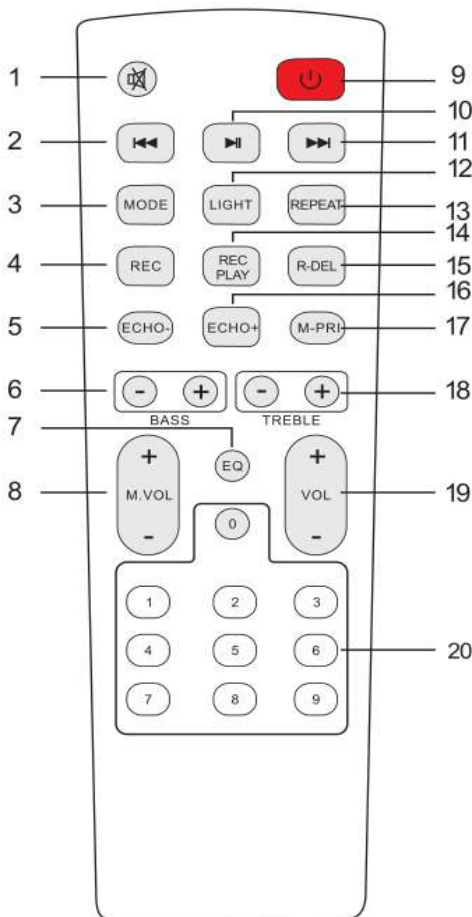 1 9
10
2 11
12
3 MODE LIGHT REPEAT 13
14
4 REC REC PLAY R-DEL 15
16
5 ECHO- ECHO+ M-PRI 17
6 - + - + 18
BASS TREBLE
7 EQ
8 + M.VOL - + VOL - 19
0
1 2 3
4 5 6 20
7 8 9